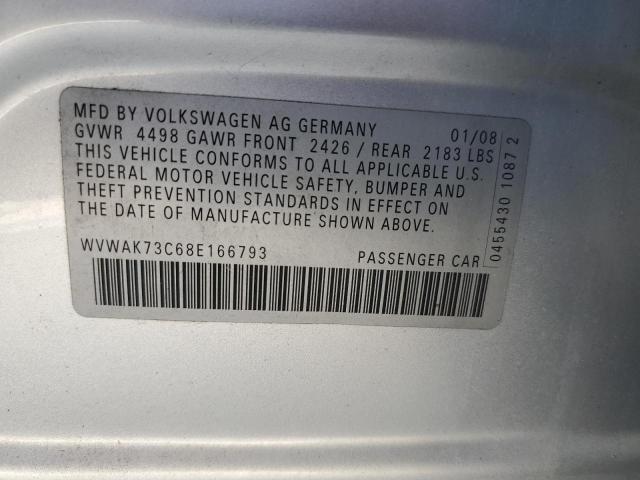 MFD BY VOLKSWAGEN AG GERMANY 01/08
GVWR 4498 GAWR FRONT 2426 / REAR 2183 LBS
THIS VEHICLE CONFORMS TO ALL APPLICABLE U.S.
FEDERAL MOTOR VEHICLE SAFETY, BUMPER AND
THEFT PREVENTION STANDARDS IN EFFECT ON
THE DATE OF MANUFACTURE SHOWN ABOVE.
WVWAK73C68E166793 PASSENGER CAR
0455430 1087 2